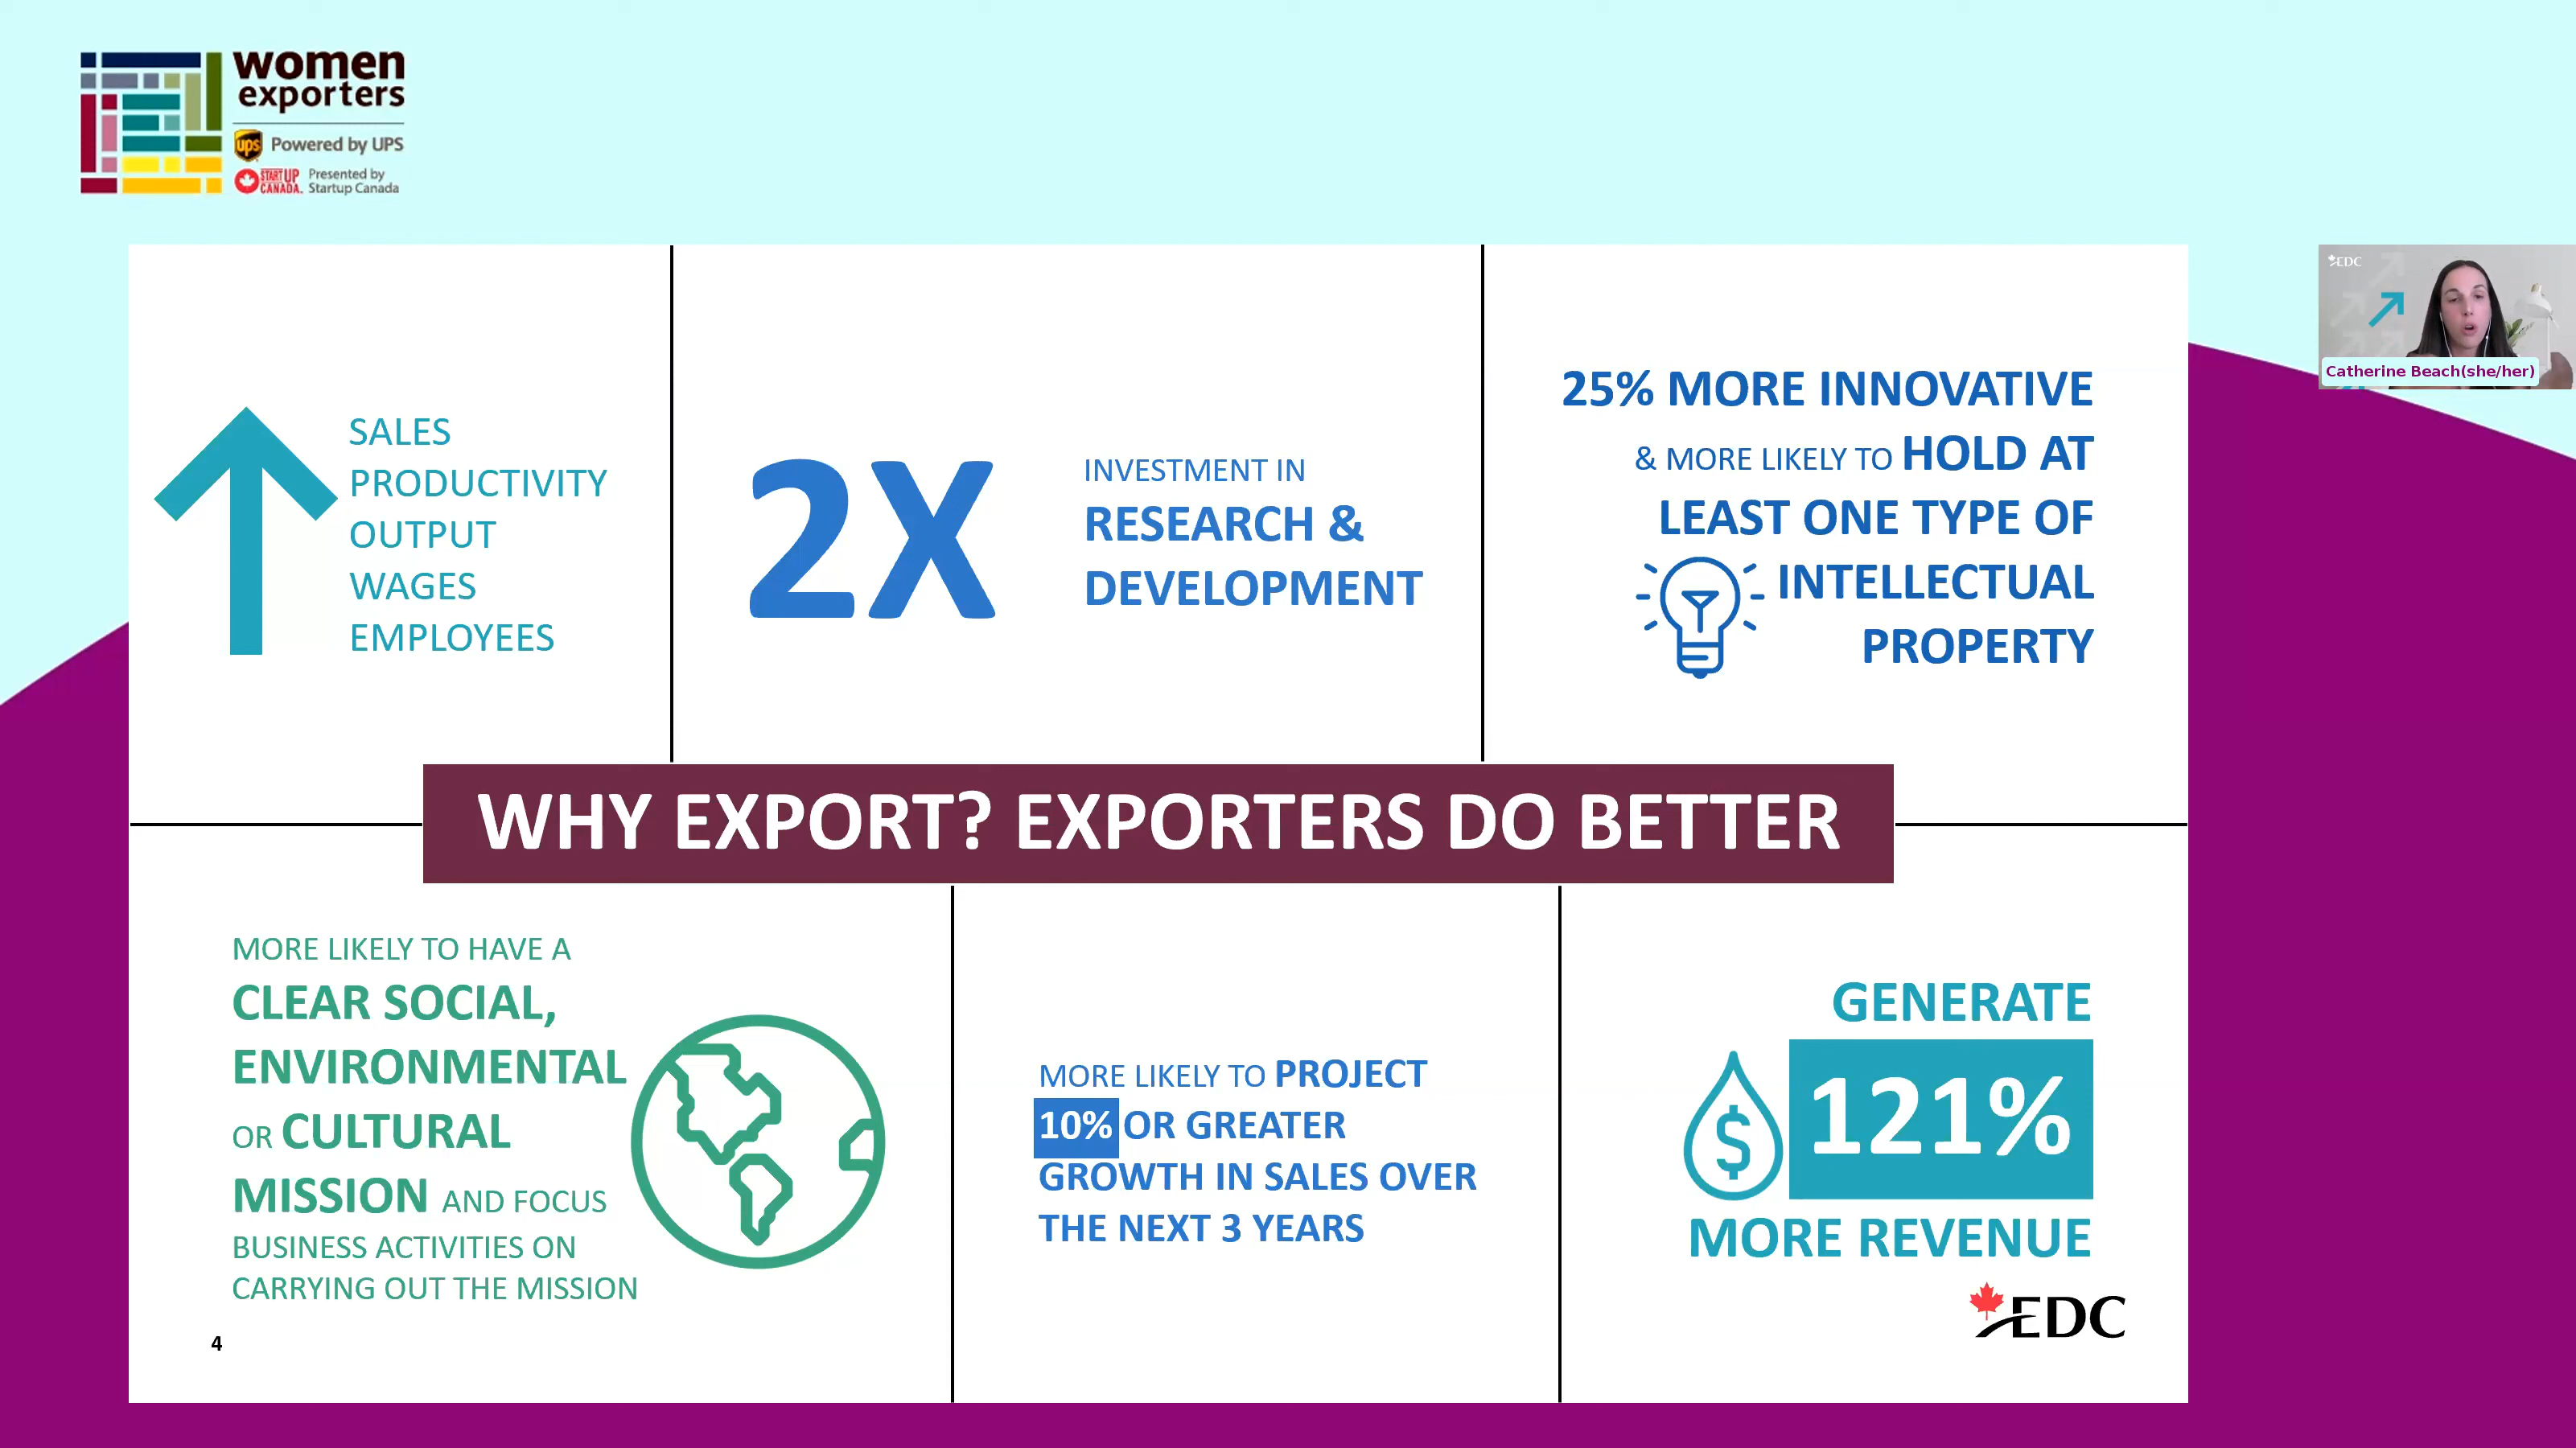 women
exporters
ups Powered by UPS
STARTUP
CANADA.
Presented by
Startup Canada
SALES
PRODUCTIVITY
OUTPUT
WAGES
EMPLOYEES
2X
INVESTMENT IN
RESEARCH &
DEVELOPMENT
25% MORE INNOVATIVE
& MORE LIKELY TO HOLD AT
LEAST ONE TYPE OF
INTELLECTUAL
PROPERTY
EDC
Catherine Beach(she/her)
WHY EXPORT? EXPORTERS DO BETTER
MORE LIKELY TO HAVE A
CLEAR SOCIAL,
ENVIRONMENTAL
OR CULTURAL
MISSION AND FOCUS
BUSINESS ACTIVITIES ON
CARRYING OUT THE MISSION
MORE LIKELY TO PROJECT
10% OR GREATER
GROWTH IN SALES OVER
THE NEXT 3 YEARS
GENERATE
$ 121%
MORE REVENUE
EDC
4